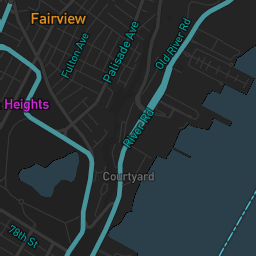 Fairview
Fulton Ave
Palisade Ave
Old River Rd
Heights
River Rd
Courtyard
78th St